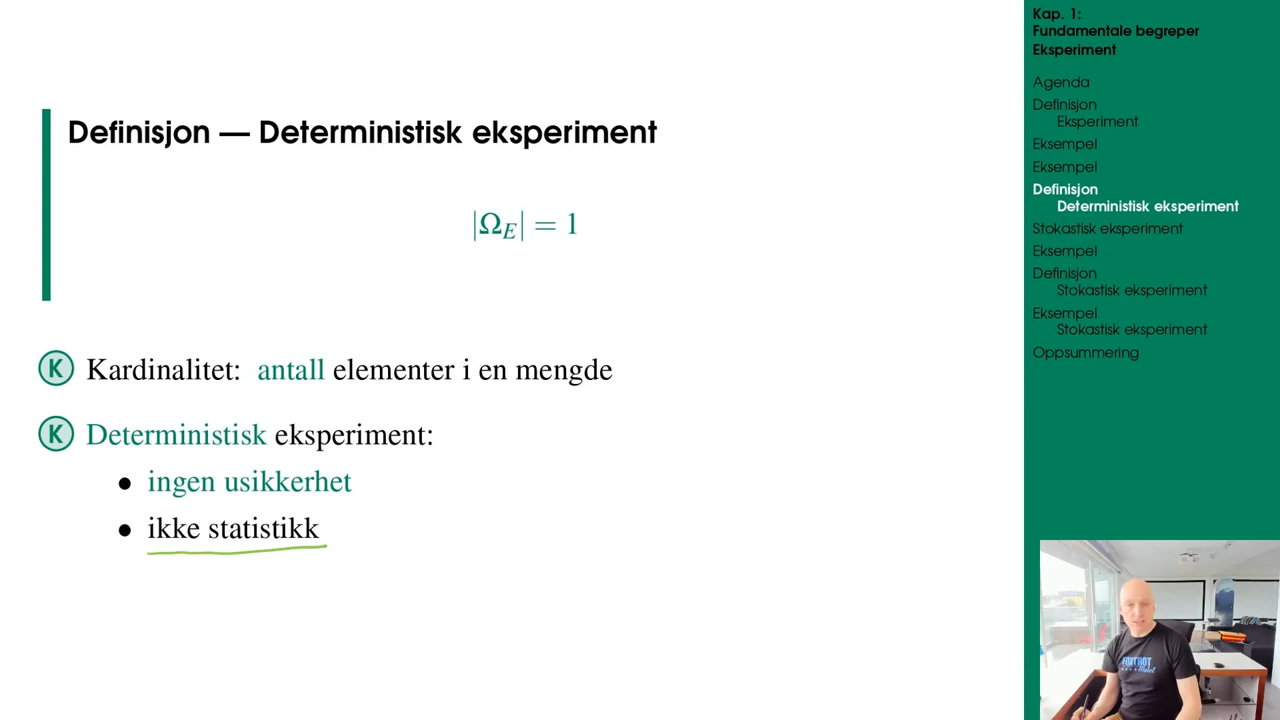 Definisjon — Deterministisk eksperiment
|Ω_E| = 1
K Kardinalitet: antall elementer i en mengde
K Deterministisk eksperiment:
• ingen usikkerhet
• ikke statistikk
Kap. 1:
Fundamentale begreper
Eksperiment
Agenda
Definisjon
Eksperiment
Eksempel
Eksempel
Definisjon
Deterministisk eksperiment
Stokastisk eksperiment
Eksempel
Definisjon
Stokastisk eksperiment
Eksempel
Stokastisk eksperiment
Oppsummering